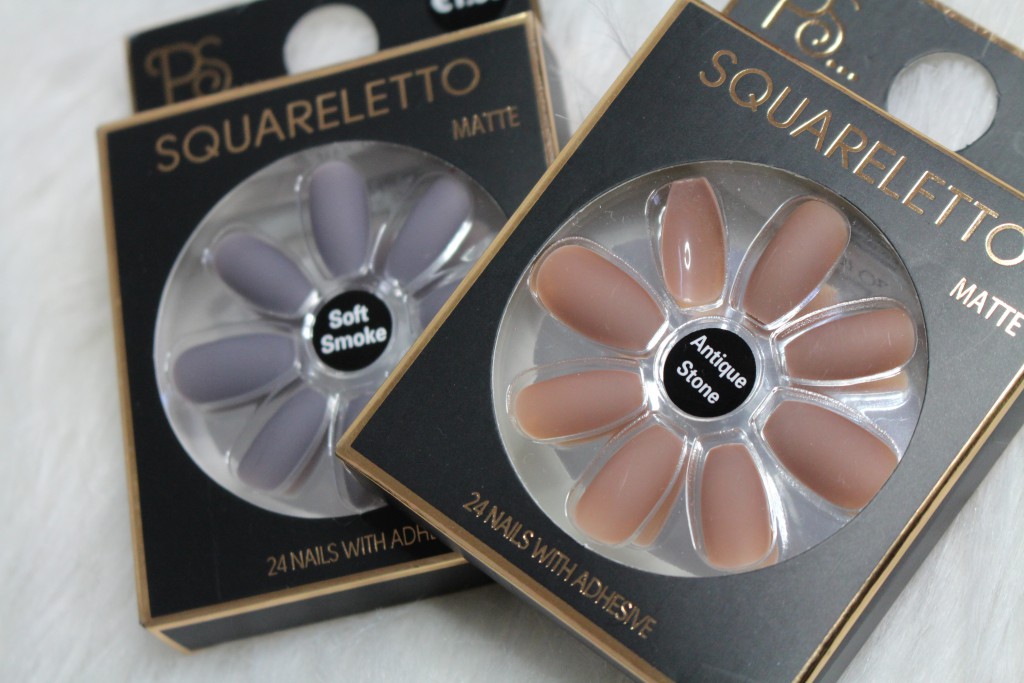 PS
SQUARELETTO
MATTE
Soft
Smoke
24 NAILS WITH
PS...
SQUARELETTO
MATTE
Antique
Stone
24 NAILS WITH ADHESIVE